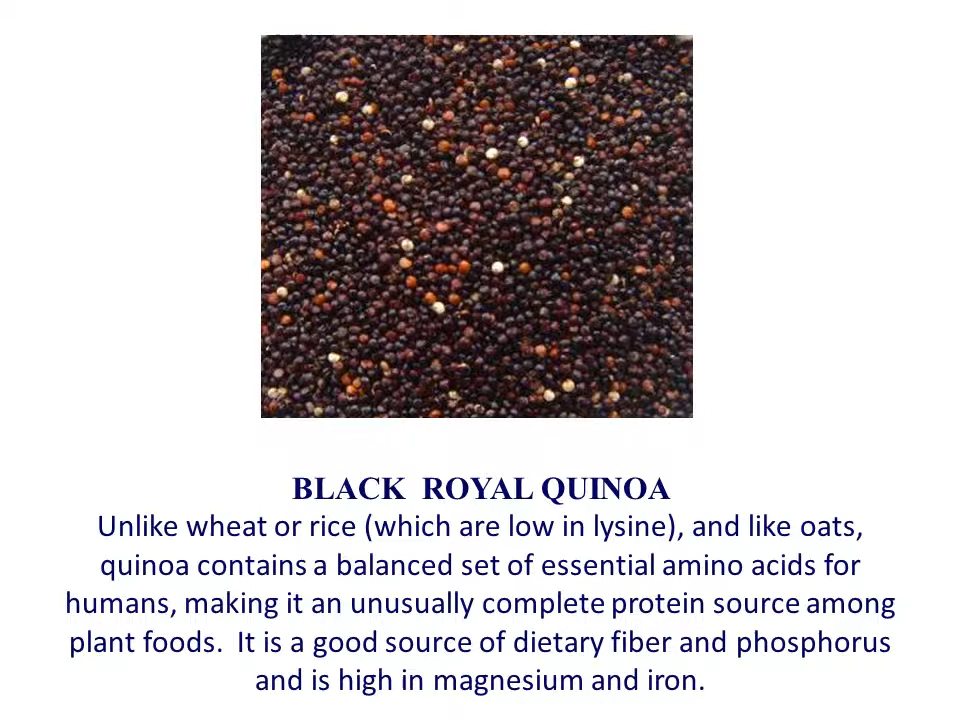 BLACK  ROYAL QUINOA
Unlike wheat or rice (which are low in lysine), and like oats,
quinoa contains a balanced set of essential amino acids for
humans, making it an unusually complete protein source among
plant foods.  It is a good source of dietary fiber and phosphorus
and is high in magnesium and iron.